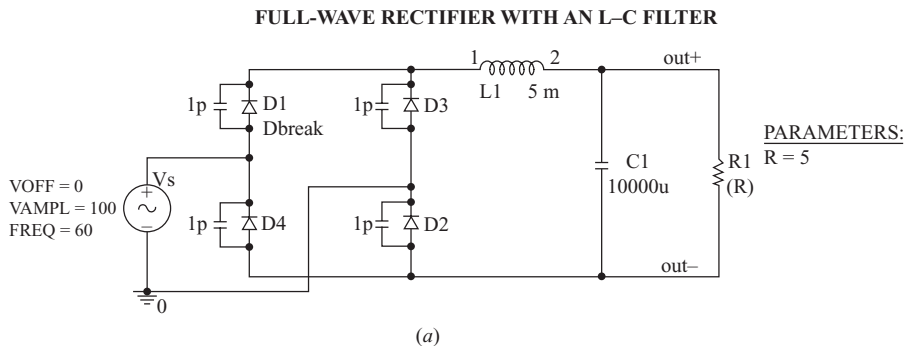 FULL-WAVE RECTIFIER WITH AN L–C FILTER
1 2
L1 5 m
out+
1p D1
Dbreak
1p D3
PARAMETERS:
R = 5
C1
10000u
R1
(R)
Vs
VOFF = 0
VAMPL = 100
FREQ = 60
1p D4
1p D2
out–
0
(a)